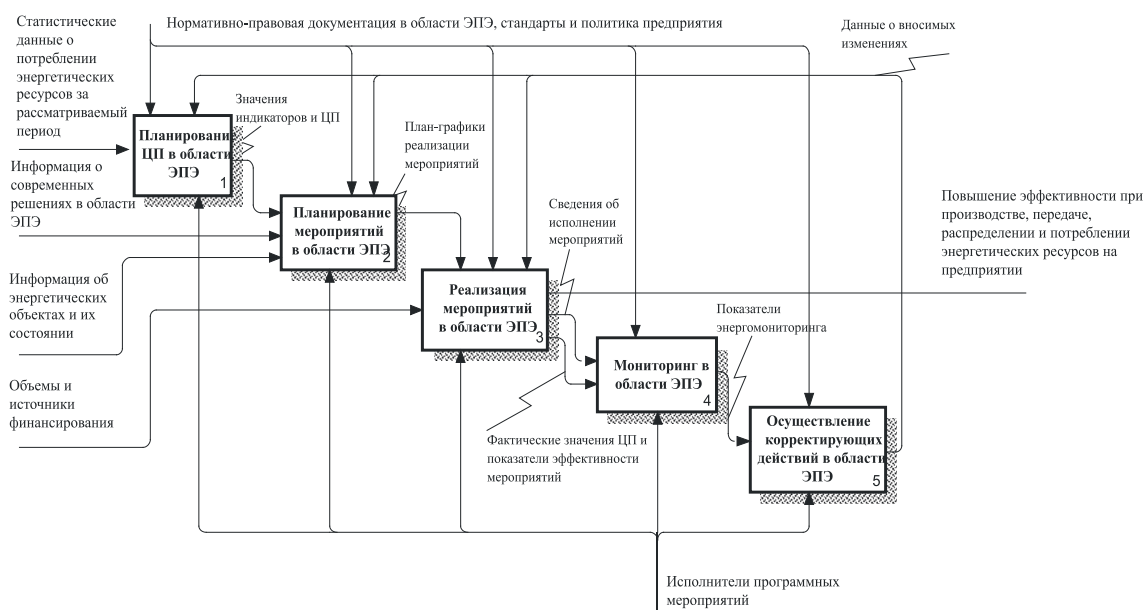 Статистические
данные о
потреблении
энергетических
ресурсов за
рассматриваемый
период
Нормативно-правовая документация в области ЭПЭ, стандарты и политика предприятия
Данные о вносимых
изменениях
Значения
индикаторов и ЦП
Планирование
ЦП в области
ЭПЭ
1
План-графики
реализации
мероприятий
Информация о
современных
решениях в области
ЭПЭ
Планирование
мероприятий
в области ЭПЭ
2
Сведения об
исполнении
мероприятий
Повышение эффективности при
производстве, передаче,
распределении и потреблении
энергетических ресурсов на
предприятии
Информация об
энергетических
объектах и их
состоянии
Реализация
мероприятий
в области ЭПЭ
3
Показатели
энергомониторинга
Мониторинг в
области ЭПЭ
4
Объемы и
источники
финансирования
Фактические значения ЦП и
показатели эффективности
мероприятий
Осуществление
корректирующих
действий в области
ЭПЭ
5
Исполнители программных
мероприятий